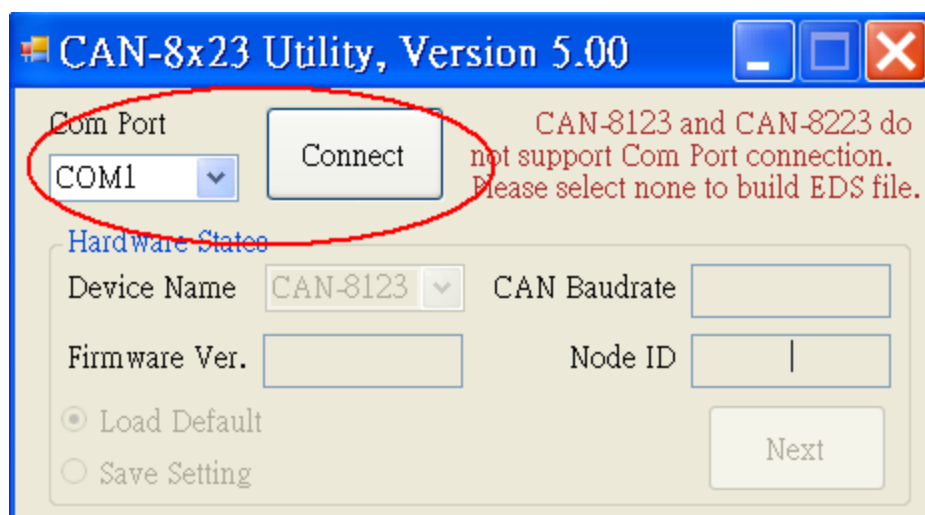 CAN-8x23 Utility, Version 5.00
Com Port
COM1
Connect
CAN-8123 and CAN-8223 do
not support Com Port connection.
Please select none to build EDS file.
Hardware States
Device Name
CAN-8123
CAN Baudrate
Firmware Ver.
Node ID
Load Default
Save Setting
Next